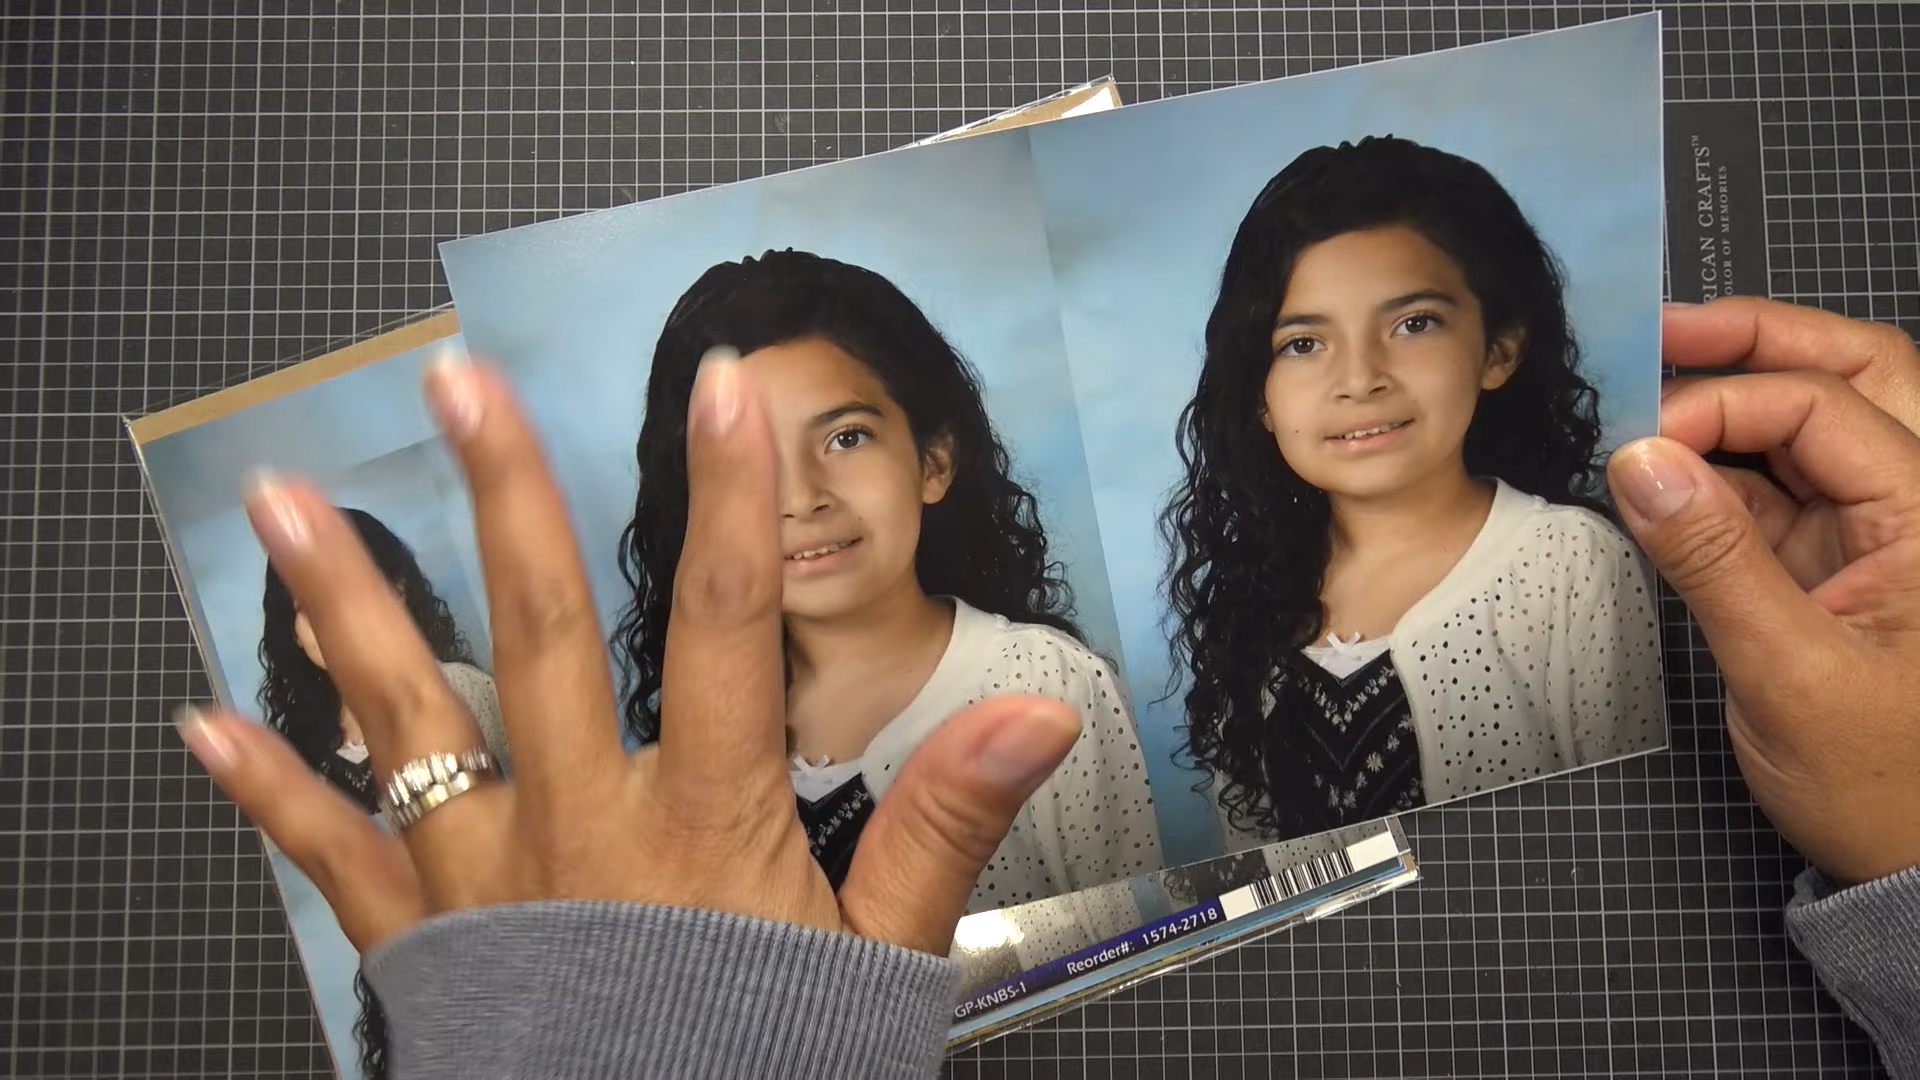 RICAN CRAFTS™
OLOR OF MEMORIES
Reorder#: 1574-2718
GP-KNBS-1